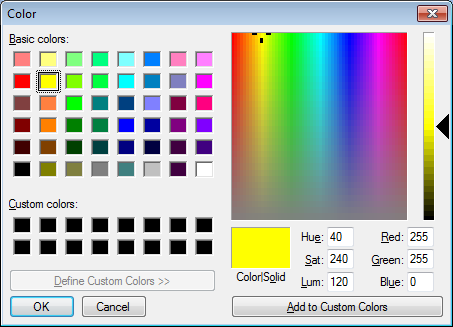 Color
Basic colors:
Custom colors:
Define Custom Colors >>
OK
Cancel
Color|Solid
Hue: 40
Sat: 240
Lum: 120
Red: 255
Green: 255
Blue: 0
Add to Custom Colors